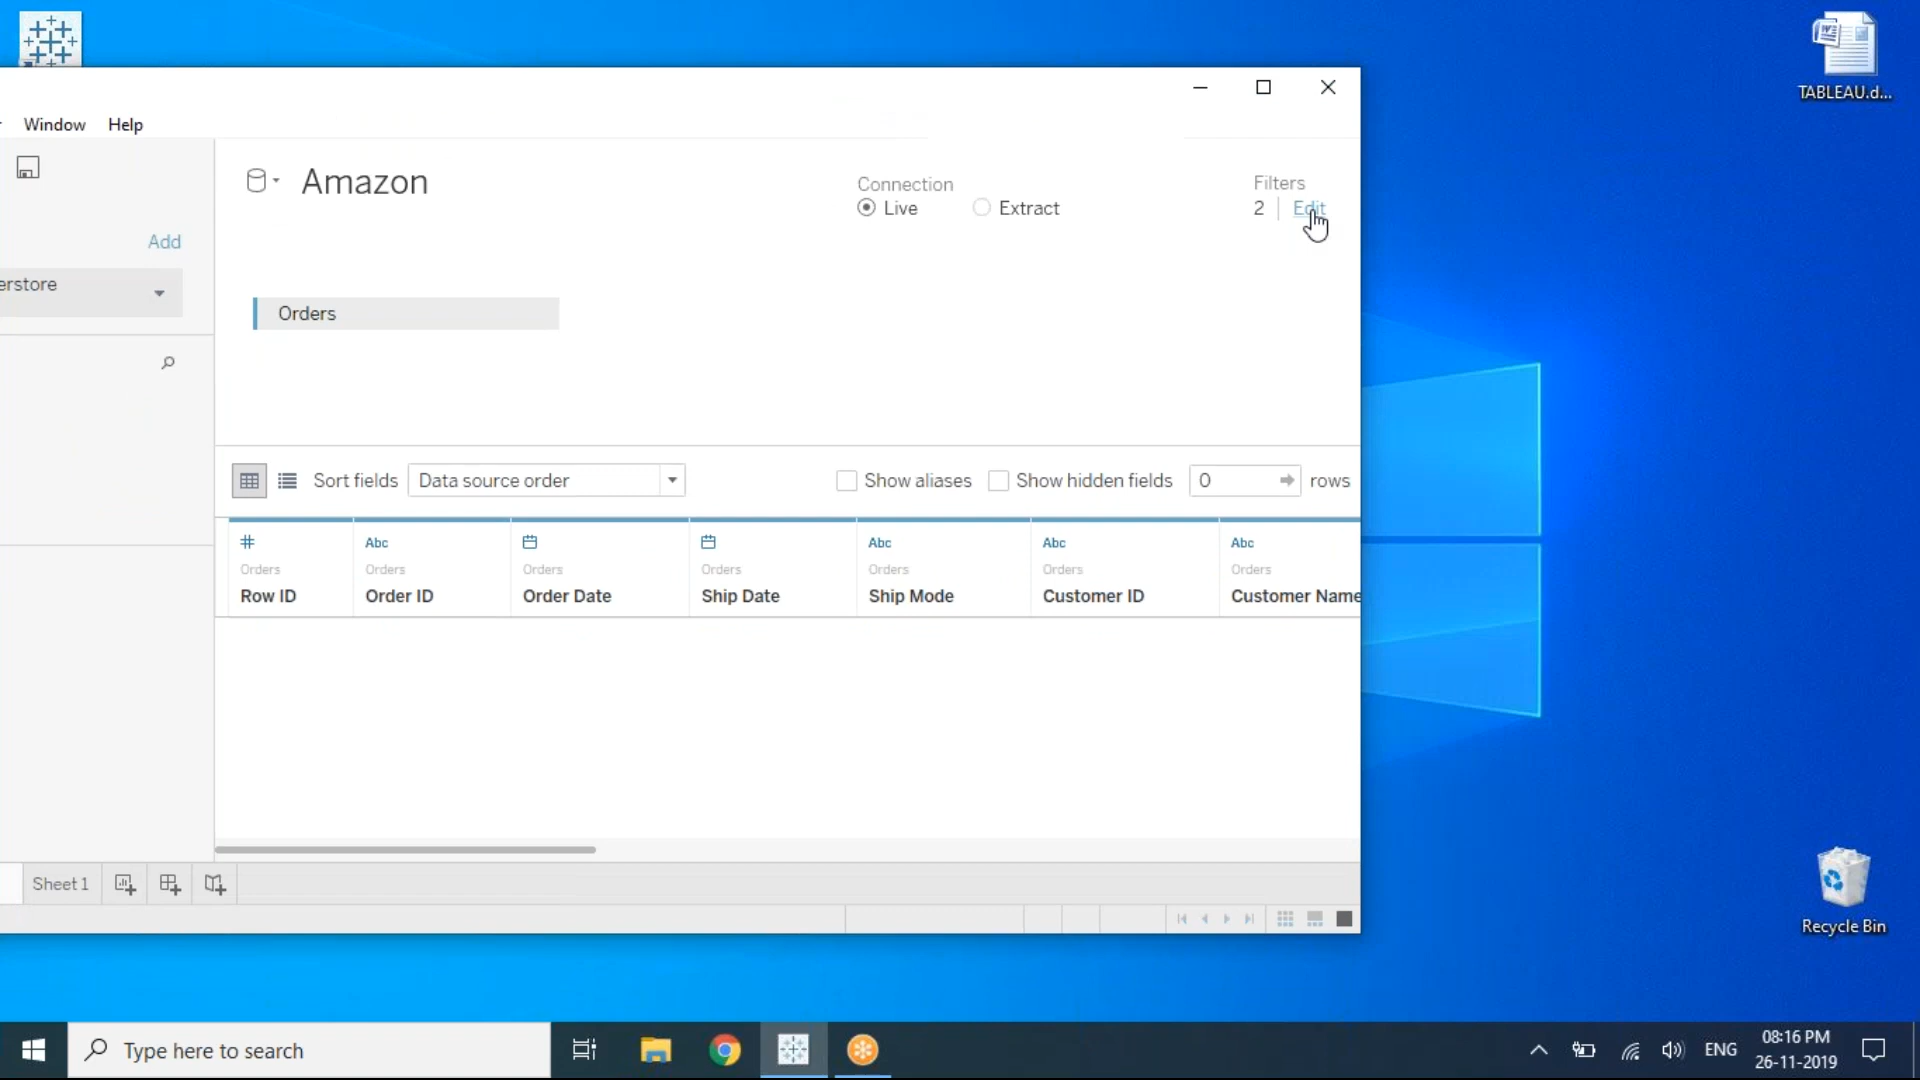 TABLEAU.d...
Window Help
Amazon
Connection
Live Extract
Filters
2 Edit
Add
erstore
Orders
Sort fields Data source order Show aliases Show hidden fields 0 rows
# Abc Abc Abc Abc
Orders Orders Orders Orders Orders Orders Orders
Row ID Order ID Order Date Ship Date Ship Mode Customer ID Customer Name
Sheet 1
Recycle Bin
Type here to search
ENG
08:16 PM
26-11-2019